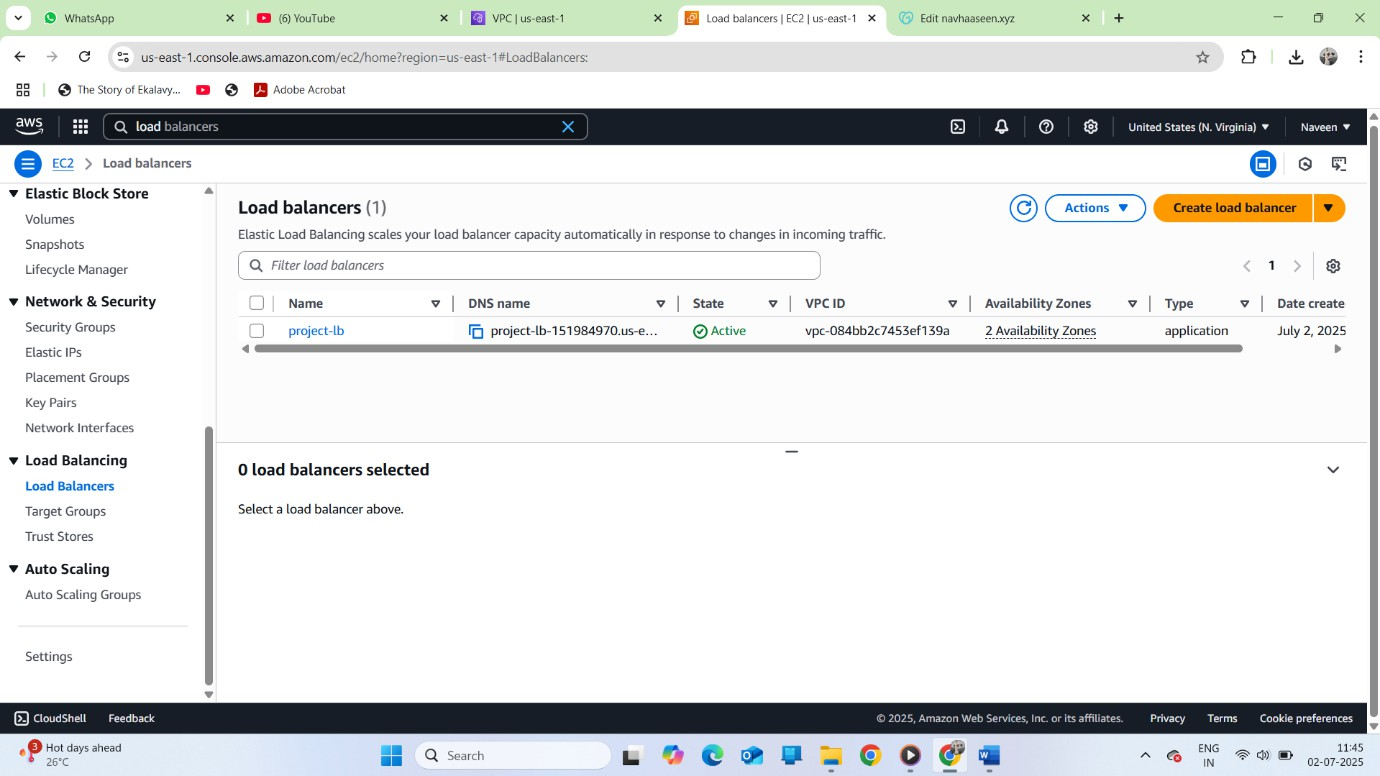 WhatsApp
(6) YouTube
VPC | us-east-1
Load balancers | EC2 | us-east-1
Edit navhaaseen.xyz
us-east-1.console.aws.amazon.com/ec2/home?region=us-east-1#LoadBalancers:
The Story of Ekalavy...
Adobe Acrobat
aws
load balancers
United States (N. Virginia)
Naveen
EC2
Load balancers
Elastic Block Store
Volumes
Snapshots
Lifecycle Manager
Network & Security
Security Groups
Elastic IPs
Placement Groups
Key Pairs
Network Interfaces
Load Balancing
Load Balancers
Target Groups
Trust Stores
Auto Scaling
Auto Scaling Groups
Settings
Load balancers (1)
Actions
Create load balancer
Elastic Load Balancing scales your load balancer capacity automatically in response to changes in incoming traffic.
Filter load balancers
1
Name DNS name State VPC ID Availability Zones Type Date create
project-lb project-lb-151984970.us-e... Active vpc-084bb2c7453ef139a 2 Availability Zones application July 2, 2025
0 load balancers selected
Select a load balancer above.
CloudShell
Feedback
© 2025, Amazon Web Services, Inc. or its affiliates.
Privacy
Terms
Cookie preferences
3
Hot days ahead
26°C
Search
ENG
IN
11:45
02-07-2025